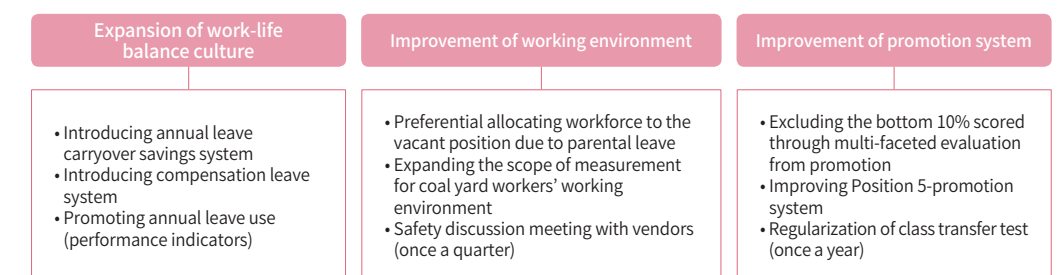 Expansion of work-life
balance culture
• Introducing annual leave
carryover savings system
• Introducing compensation leave
system
• Promoting annual leave use
(performance indicators)
Improvement of working environment
• Preferential allocating workforce to the
vacant position due to parental leave
• Expanding the scope of measurement
for coal yard workers’ working
environment
• Safety discussion meeting with vendors
(once a quarter)
Improvement of promotion system
• Excluding the bottom 10% scored
through multi-faceted evaluation
from promotion
• Improving Position 5-promotion
system
• Regularization of class transfer test
(once a year)